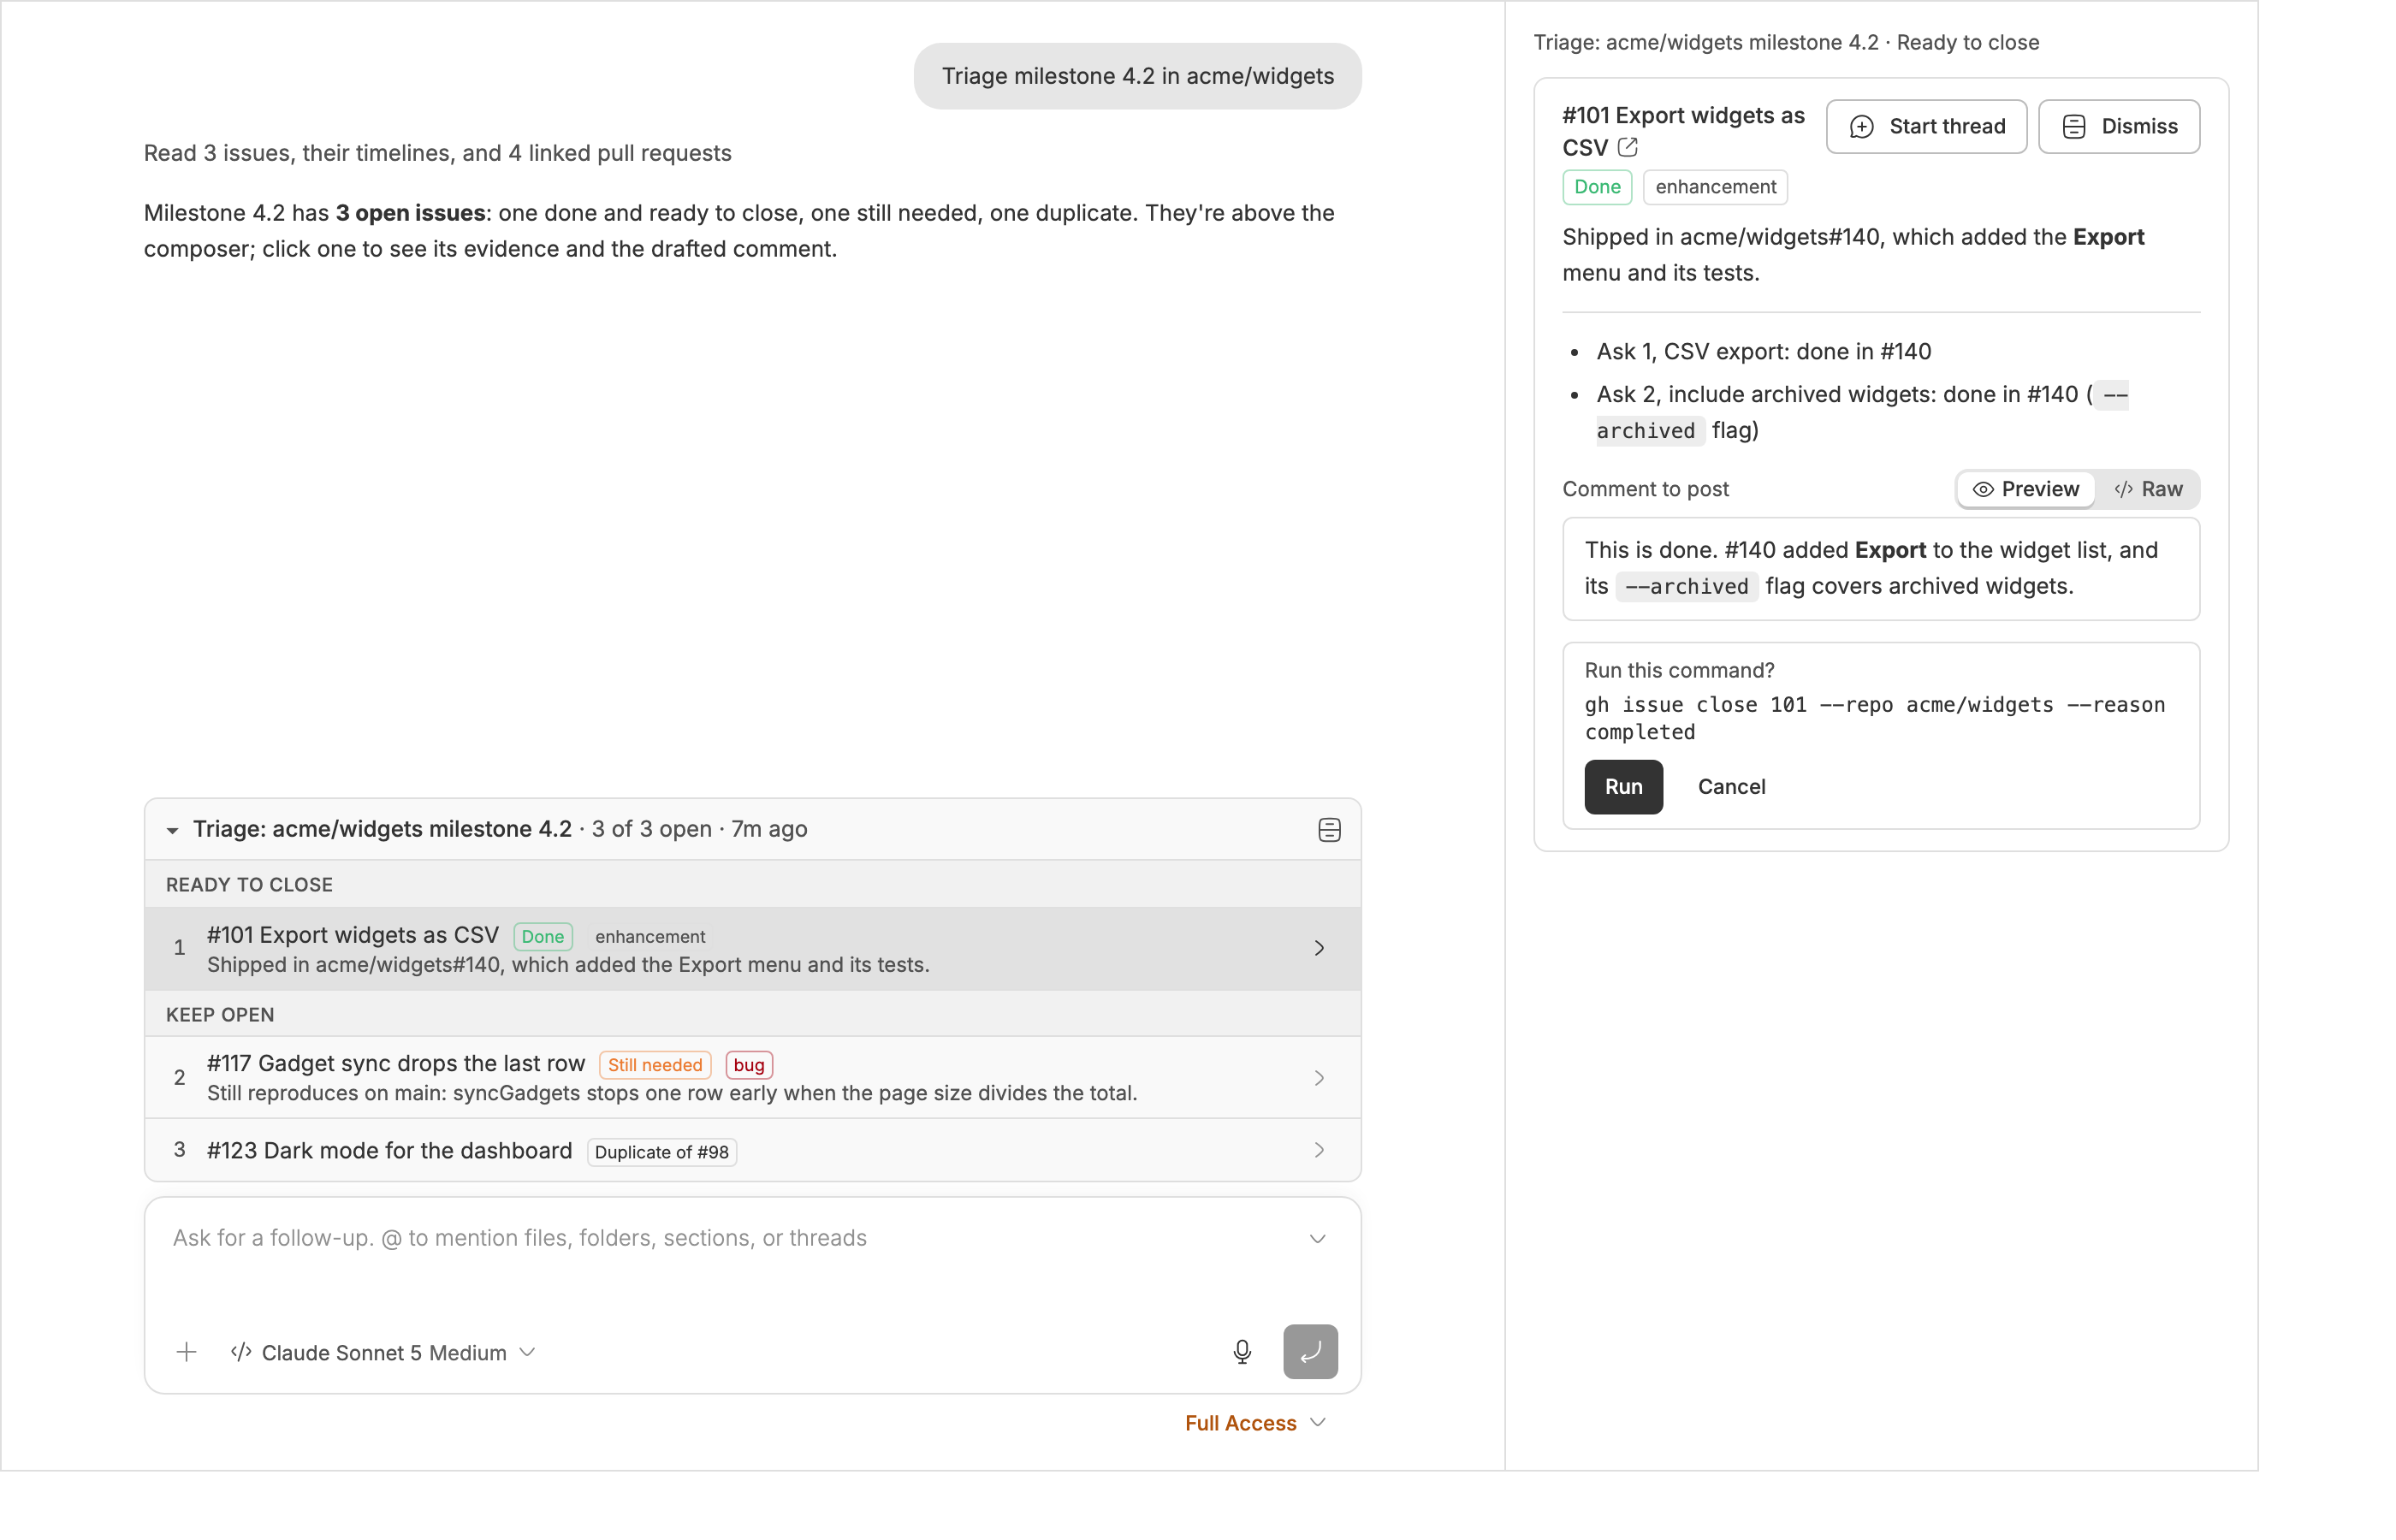 Triage milestone 4.2 in acme/widgets
Read 3 issues, their timelines, and 4 linked pull requests
Milestone 4.2 has 3 open issues: one done and ready to close, one still needed, one duplicate. They're above the
composer; click one to see its evidence and the drafted comment.
Triage: acme/widgets milestone 4.2 · 3 of 3 open · 7m ago
READY TO CLOSE
1
#101 Export widgets as CSV Done enhancement
Shipped in acme/widgets#140, which added the Export menu and its tests.
KEEP OPEN
2
#117 Gadget sync drops the last row Still needed bug
Still reproduces on main: syncGadgets stops one row early when the page size divides the total.
3 #123 Dark mode for the dashboard Duplicate of #98
Ask for a follow-up. @ to mention files, folders, sections, or threads
</> Claude Sonnet 5 Medium
Full Access
Triage: acme/widgets milestone 4.2 · Ready to close
#101 Export widgets as
CSV
Start thread
Dismiss
Done enhancement
Shipped in acme/widgets#140, which added the Export
menu and its tests.
• Ask 1, CSV export: done in #140
• Ask 2, include archived widgets: done in #140 (--
archived flag)
Comment to post
Preview </> Raw
This is done. #140 added Export to the widget list, and
its --archived flag covers archived widgets.
Run this command?
gh issue close 101 --repo acme/widgets --reason
completed
Run Cancel